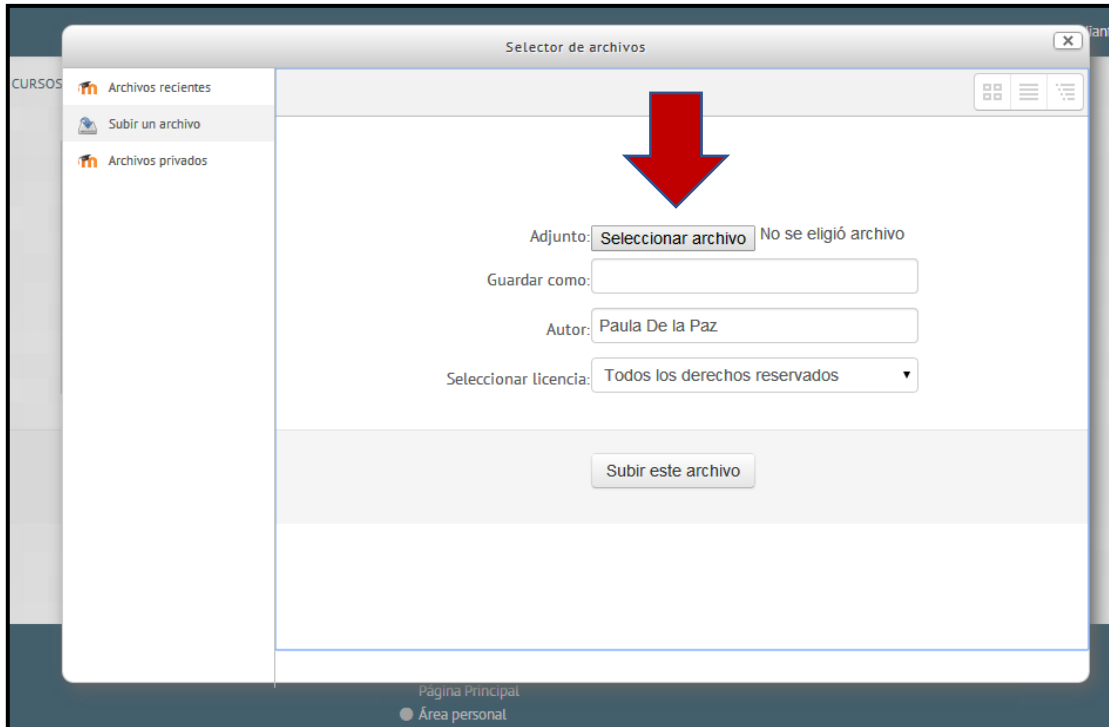 Selector de archivos
CURSOS
Archivos recientes
Subir un archivo
Archivos privados
Adjunto: Seleccionar archivo No se eligió archivo
Guardar como:
Autor: Paula De la Paz
Seleccionar licencia: Todos los derechos reservados
Subir este archivo
Página Principal
Área personal